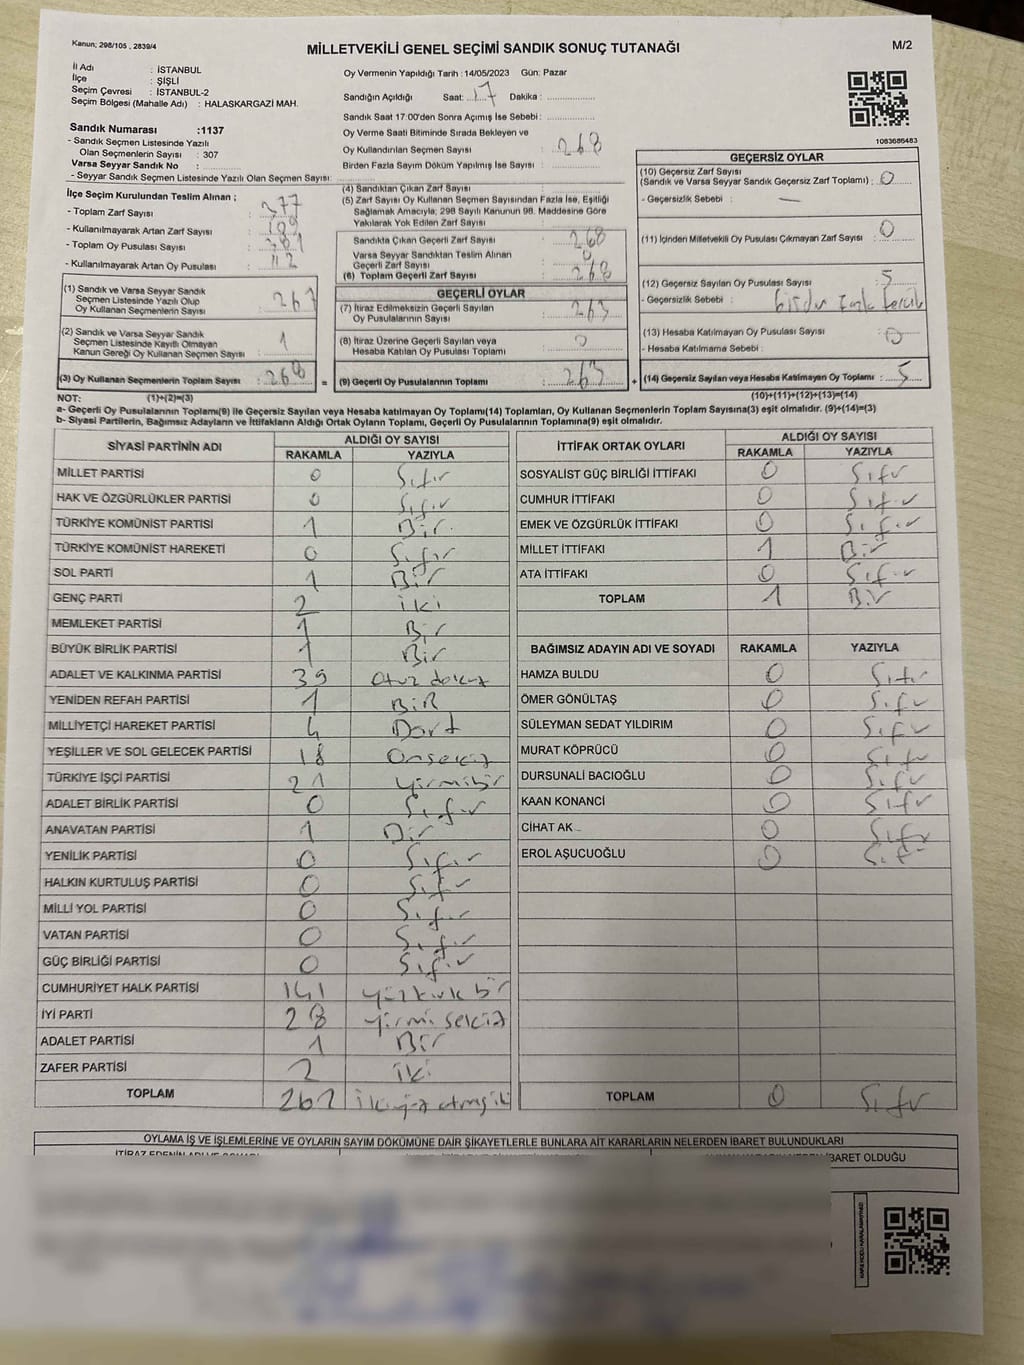 Kanun; 298/105 , 2839/4
MİLLETVEKİLİ GENEL SEÇİMİ SANDIK SONUÇ TUTANAĞI
M/2
İl Adı : İSTANBUL
İlçe : ŞİŞLİ
Seçim Çevresi : İSTANBUL-2
Seçim Bölgesi (Mahalle Adı) : HALASKARGAZİ MAH.
Oy Vermenin Yapıldığı Tarih : 14/05/2023 Gün: Pazar
Sandığın Açıldığı Saat: 17 Dakika :
Sandık Saat 17:00'den Sonra Açımış İse Sebebi :
Oy Verme Saati Bitiminde Sırada Bekleyen ve
Oy Kullandırılan Seçmen Sayısı : 268
Birden Fazla Sayım Döküm Yapılmış İse Sayısı :
1083686483
Sandık Numarası :1137
- Sandık Seçmen Listesinde Yazılı
Olan Seçmenlerin Sayısı : 307
Varsa Seyyar Sandık No :
- Seyyar Sandık Seçmen Listesinde Yazılı Olan Seçmen Sayısı:
İlçe Seçim Kurulundan Teslim Alınan ;
- Toplam Zarf Sayısı : 377
- Kullanılmayarak Artan Zarf Sayısı : 109
- Toplam Oy Pusulası Sayısı
- Kullanılmayarak Artan Oy Pusulası : 112
(1) Sandık ve Varsa Seyyar Sandık
Seçmen Listesinde Yazılı Olup
Oy Kullanan Seçmenlerin Sayısı : 267
(2) Sandık ve Varsa Seyyar Sandık
Seçmen Listesinde Kayıtlı Olmayan
Kanun Gereği Oy Kullanan Seçmen Sayısı : 1
(3) Oy Kullanan Seçmenlerin Toplam Sayısı : 268
(4) Sandıktan Çıkan Zarf Sayısı :
(5) Zarf Sayısı Oy Kullanan Seçmen Sayısından Fazla İse, Eşitliği
Sağlamak Amacıyla; 298 Sayılı Kanunun 98. Maddesine Göre
Yakılarak Yok Edilen Zarf Sayısı :
Sandıkta Çıkan Geçerli Zarf Sayısı : 268
Varsa Seyyar Sandıktan Teslim Alınan
Geçerli Zarf Sayısı : 0
(6) Toplam Geçerli Zarf Sayısı : 268
GEÇERLİ OYLAR
(7) İtiraz Edilmeksizin Geçerli Sayılan
Oy Pusulalarının Sayısı : 263
(8) İtiraz Üzerine Geçerli Sayılan veya
Hesaba Katılan Oy Pusulası Toplamı : 0
= (9) Geçerli Oy Pusulalarının Toplamı : 263
GEÇERSİZ OYLAR
(10) Geçersiz Zarf Sayısı
(Sandık ve Varsa Seyyar Sandık Geçersiz Zarf Toplamı) : 0
- Geçersizlik Sebebi : —
(11) İçinden Milletvekili Oy Pusulası Çıkmayan Zarf Sayısı : 0
(12) Geçersiz Sayılan Oy Pusulası Sayısı : 5
- Geçersizlik Sebebi : birden fazla tercih
(13) Hesaba Katılmayan Oy Pusulası Sayısı : 0
- Hesaba Katılmama Sebebi :
+ (14) Geçersiz Sayılan veya Hesaba Katılmayan Oy Toplamı : 5
NOT: (1)+(2)=(3) (10)+(11)+(12)+(13)=(14)
a- Geçerli Oy Pusulalarının Toplamı(9) ile Geçersiz Sayılan veya Hesaba katılmayan Oy Toplamı(14) Toplamları, Oy Kullanan Seçmenlerin Toplam Sayısına(3) eşit olmalıdır. (9)+(14)=(3)
b- Siyasi Partilerin, Bağımsız Adayların ve İttifakların Aldığı Ortak Oyların Toplamı, Geçerli Oy Pusulalarının Toplamına(9) eşit olmalıdır.
SİYASİ PARTİNİN ADI ALDIĞI OY SAYISI
RAKAMLA YAZIYLA
MİLLET PARTİSİ 0 Sıfır
HAK VE ÖZGÜRLÜKLER PARTİSİ 0 Sıfır
TÜRKİYE KOMÜNİST PARTİSİ 1 Bir
TÜRKİYE KOMÜNİST HAREKETİ 0 Sıfır
SOL PARTİ 1 Bir
GENÇ PARTİ 2 iki
MEMLEKET PARTİSİ 1 Bir
BÜYÜK BİRLİK PARTİSİ 1 Bir
ADALET VE KALKINMA PARTİSİ 39 Otuz dokuz
YENİDEN REFAH PARTİSİ 1 BiR
MİLLİYETÇİ HAREKET PARTİSİ 4 Dört
YEŞİLLER VE SOL GELECEK PARTİSİ 18 Onsekiz
TÜRKİYE İŞÇİ PARTİSİ 21 yirmibir
ADALET BİRLİK PARTİSİ 0 Sıfır
ANAVATAN PARTİSİ 1 Bir
YENİLİK PARTİSİ 0 Sıfır
HALKIN KURTULUŞ PARTİSİ 0 Sıfır
MİLLİ YOL PARTİSİ 0 Sıfır
VATAN PARTİSİ 0 Sıfır
GÜÇ BİRLİĞİ PARTİSİ 0 Sıfır
CUMHURİYET HALK PARTİSİ 141 yüzkırk bir
İYİ PARTİ 28 yirmi sekiz
ADALET PARTİSİ 1 Bir
ZAFER PARTİSİ 2 iki
TOPLAM 262 ikiyüz altmış iki
İTTİFAK ORTAK OYLARI ALDIĞI OY SAYISI
RAKAMLA YAZIYLA
SOSYALİST GÜÇ BİRLİĞİ İTTİFAKI 0 Sıfır
CUMHUR İTTİFAKI 0 Sıfır
EMEK VE ÖZGÜRLÜK İTTİFAKI 0 Sıfır
MİLLET İTTİFAKI 1 Bir
ATA İTTİFAKI 0 Sıfır
TOPLAM 1 Bir
BAĞIMSIZ ADAYIN ADI VE SOYADI RAKAMLA YAZIYLA
HAMZA BULDU 0 Sıfır
ÖMER GÖNÜLTAŞ 0 Sıfır
SÜLEYMAN SEDAT YILDIRIM 0 Sıfır
MURAT KÖPRÜCÜ 0 Sıfır
DURSUNALİ BACIOĞLU 0 Sıfır
KAAN KONANCİ 0 Sıfır
CİHAT AK 0 Sıfır
EROL AŞUCUOĞLU 0 Sıfır
TOPLAM 0 Sıfır
OYLAMA İŞ VE İŞLEMLERİNE VE OYLARIN SAYIM DÖKÜMÜNE DAİR ŞİKAYETLERLE BUNLARA AİT KARARLARIN NELERDEN İBARET BULUNDUKLARI
İBARET OLDUĞU